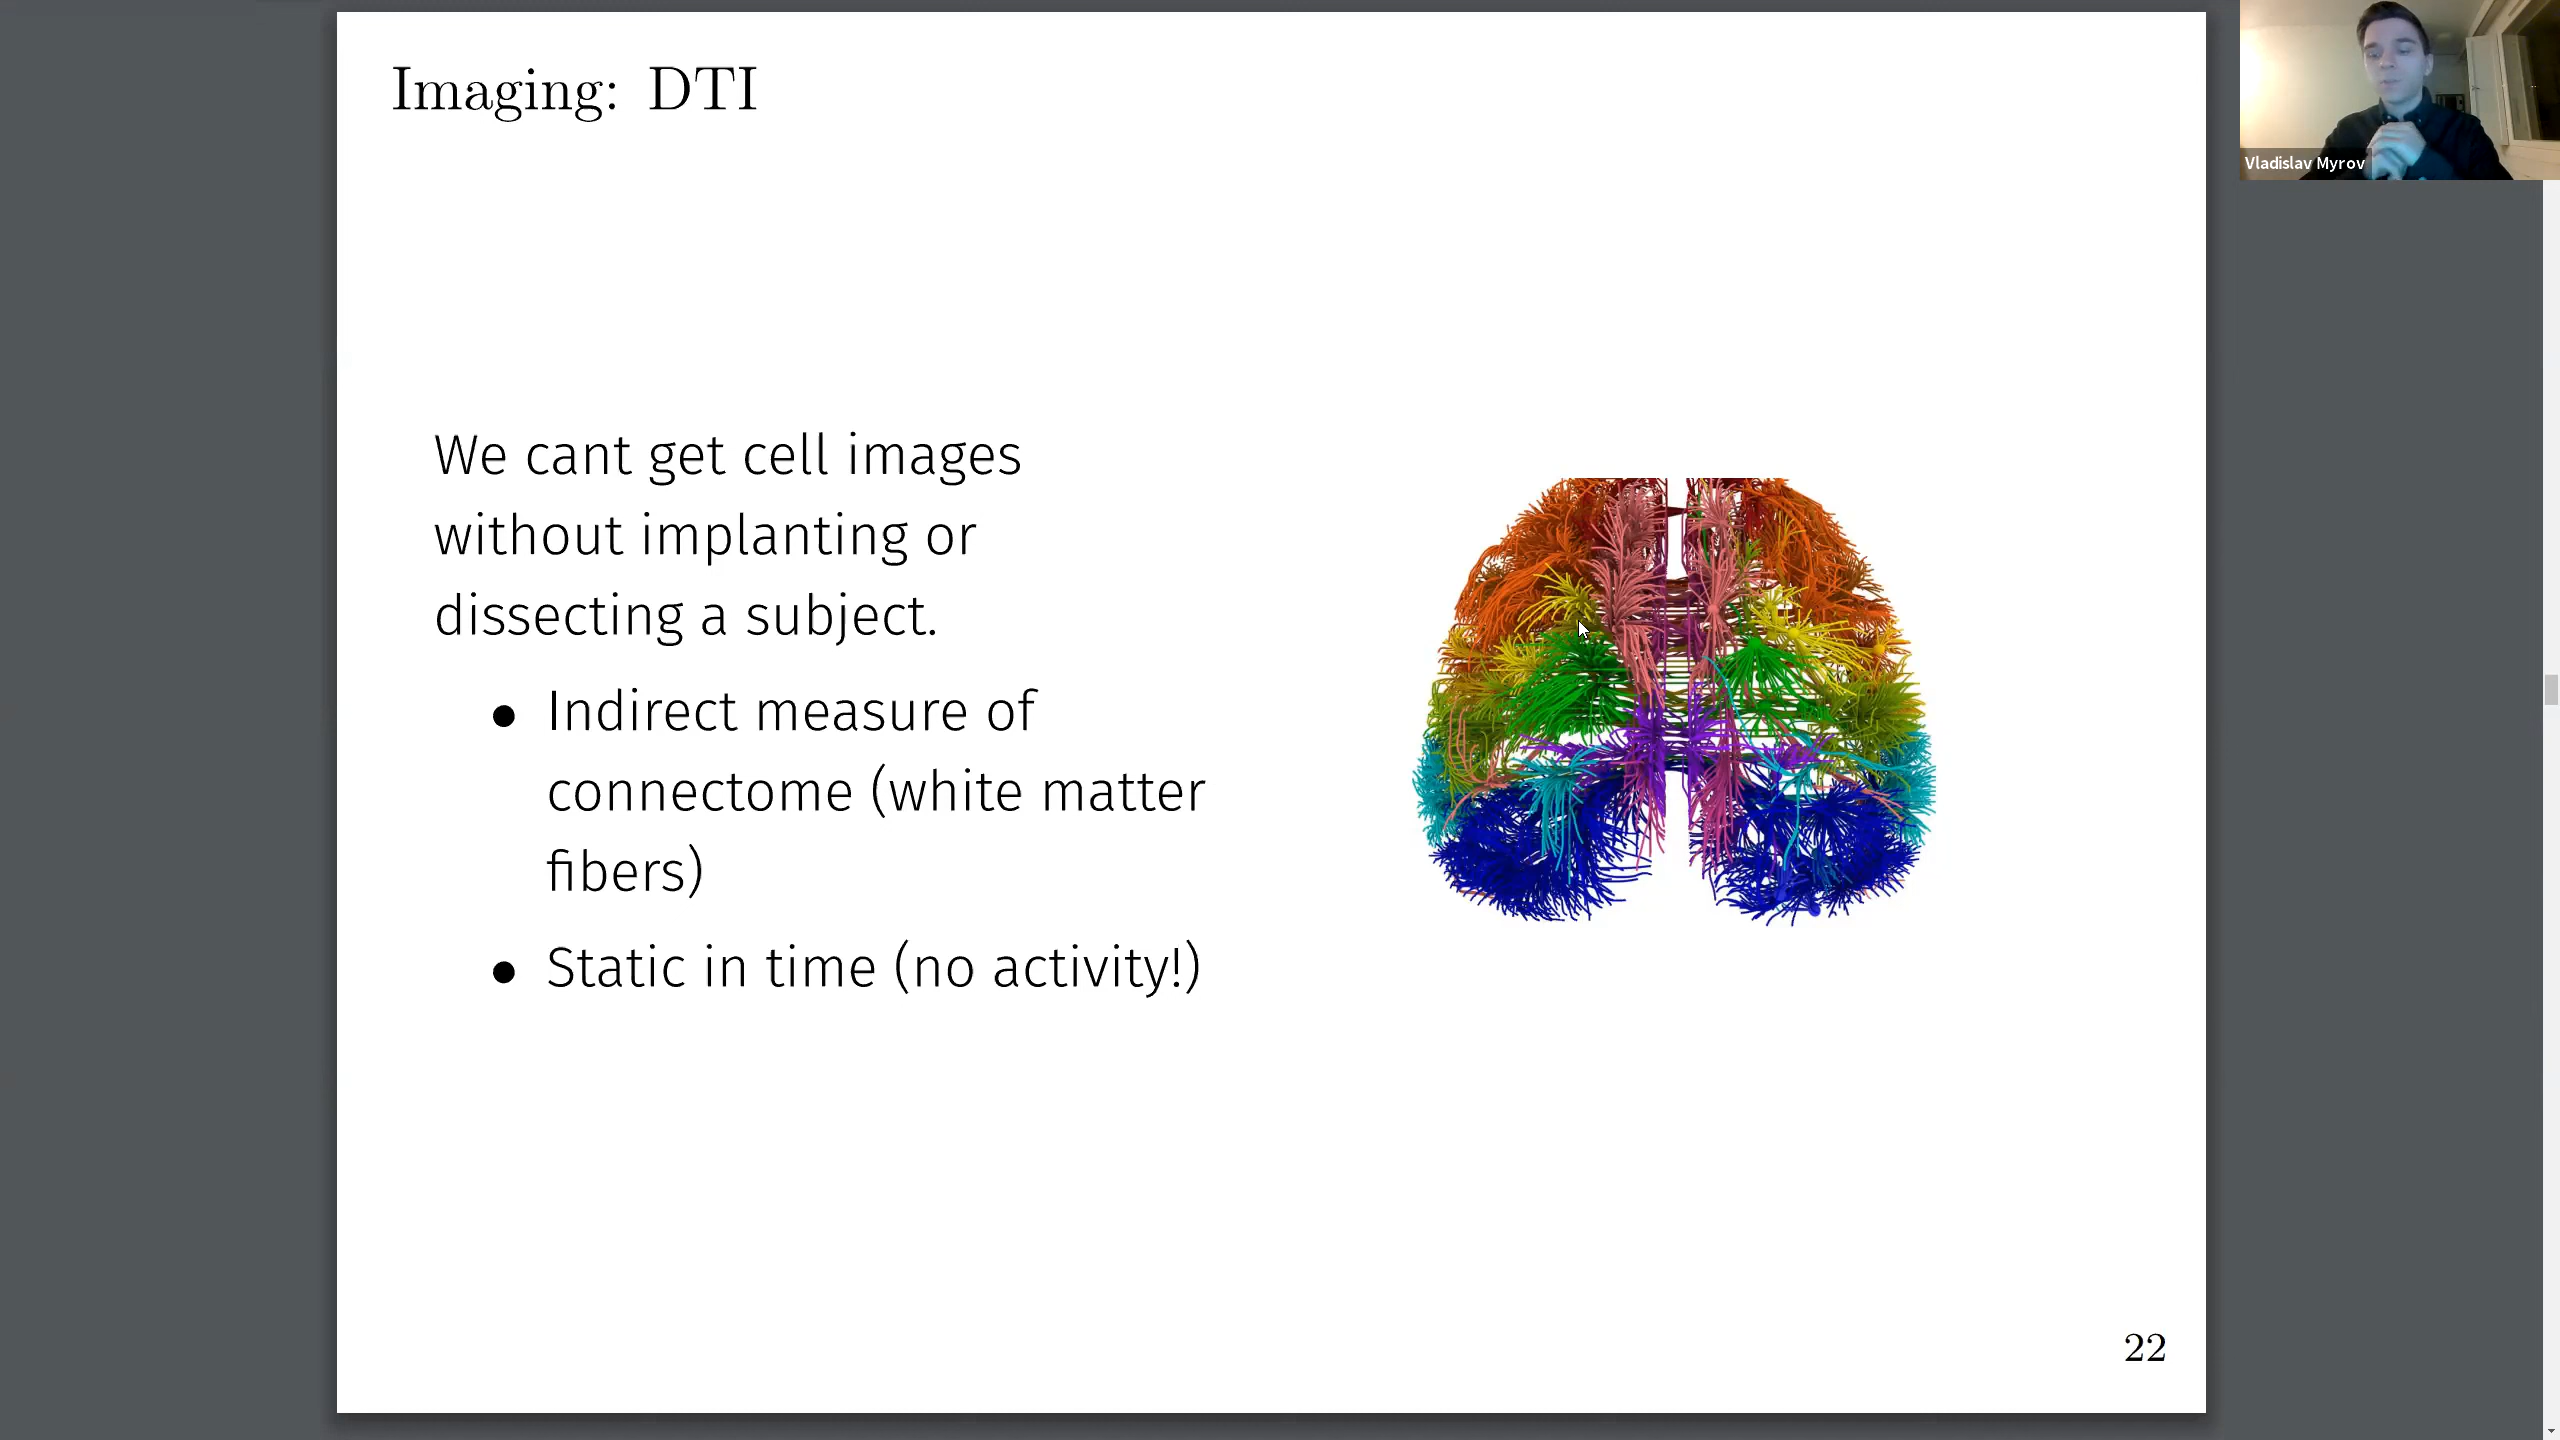 Imaging: DTI
Vladislav Myrov
We cant get cell images
without implanting or
dissecting a subject.
• Indirect measure of
connectome (white matter
fibers)
• Static in time (no activity!)
22